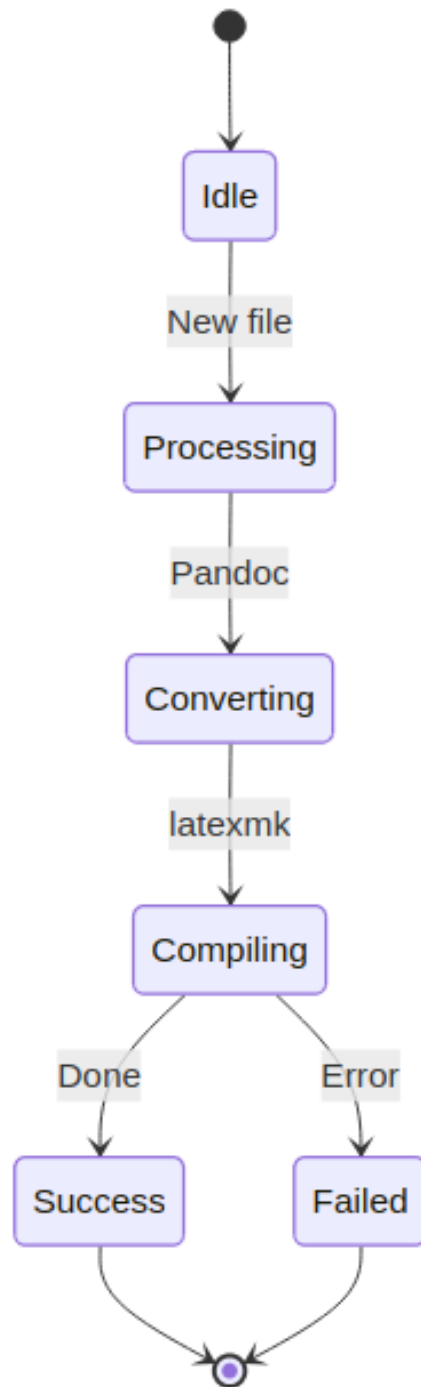 Idle
New file
Processing
Pandoc
Converting
latexmk
Compiling
Done
Error
Success
Failed